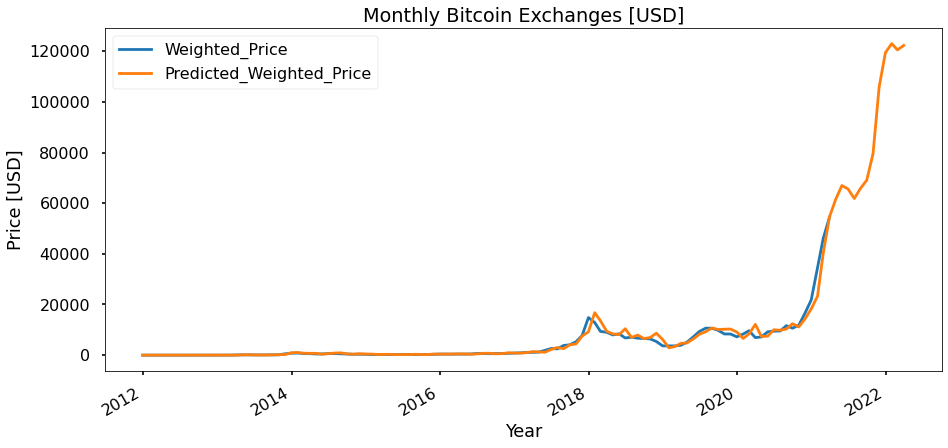 Monthly Bitcoin Exchanges [USD]
Weighted_Price
Predicted_Weighted_Price
Price [USD]
120000
100000
80000
60000
40000
20000
0
2012
2014
2016
2018
2020
2022
Year